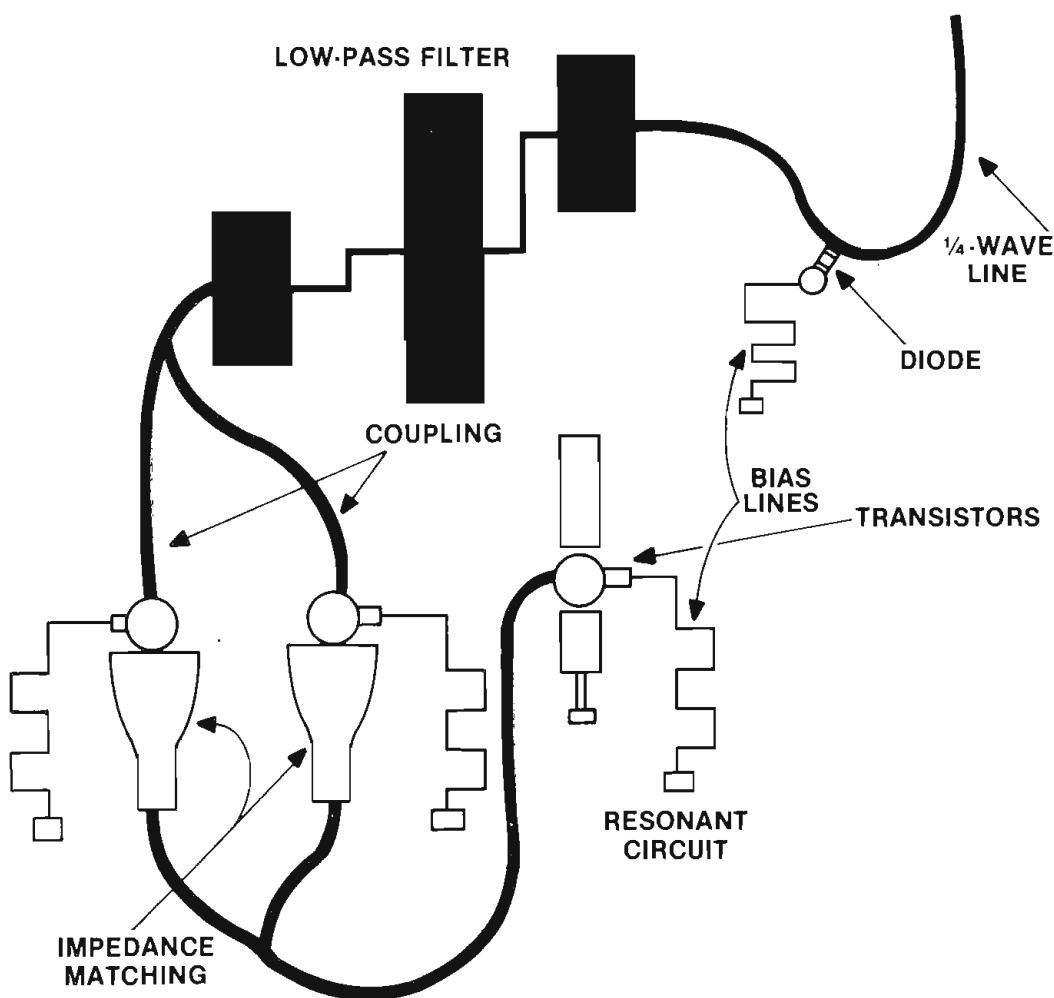 LOW-PASS FILTER
¼-WAVE
LINE
DIODE
COUPLING
BIAS
LINES
TRANSISTORS
RESONANT
CIRCUIT
IMPEDANCE
MATCHING